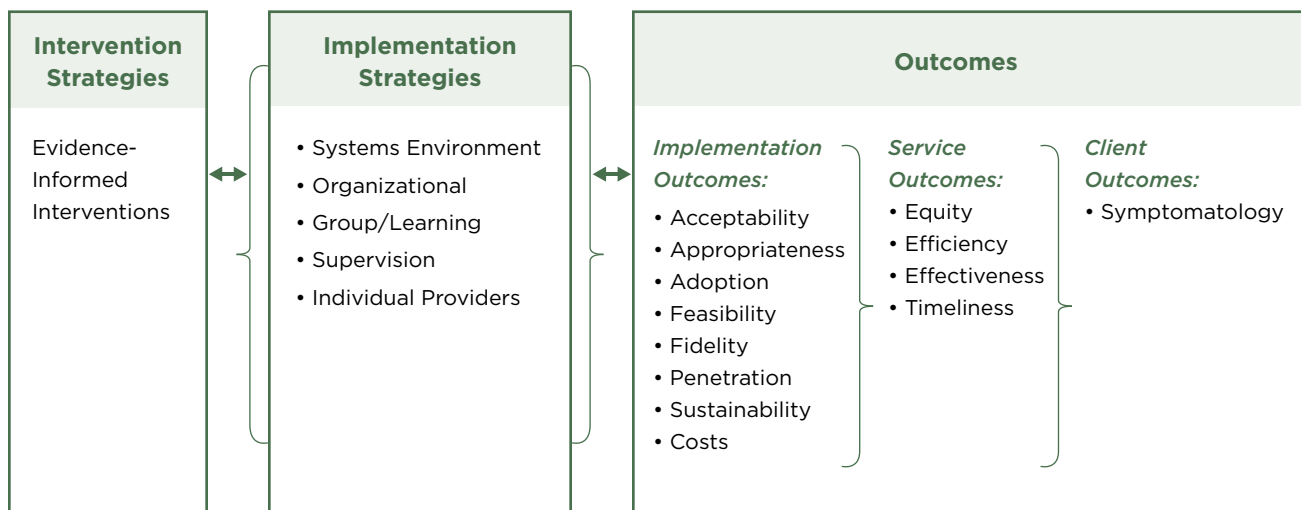 Intervention
Strategies
Evidence-
Informed
Interventions
Implementation
Strategies
• Systems Environment
• Organizational
• Group/Learning
• Supervision
• Individual Providers
Outcomes
Implementation
Outcomes:
• Acceptability
• Appropriateness
• Adoption
• Feasibility
• Fidelity
• Penetration
• Sustainability
• Costs
Service
Outcomes:
• Equity
• Efficiency
• Effectiveness
• Timeliness
Client
Outcomes:
• Symptomatology